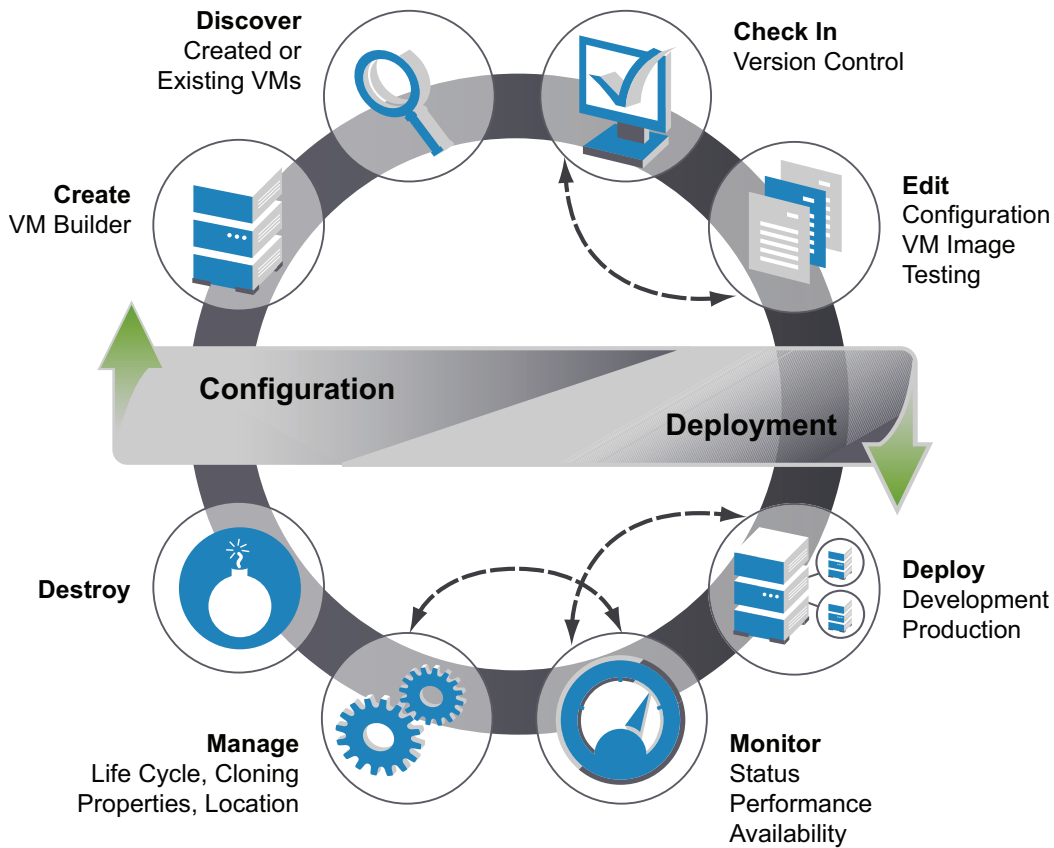 Discover
Created or
Existing VMs
Check In
Version Control
Create
VM Builder
Edit
Configuration
VM Image
Testing
Configuration
Deployment
Destroy
Deploy
Development
Production
Manage
Life Cycle, Cloning
Properties, Location
Monitor
Status
Performance
Availability